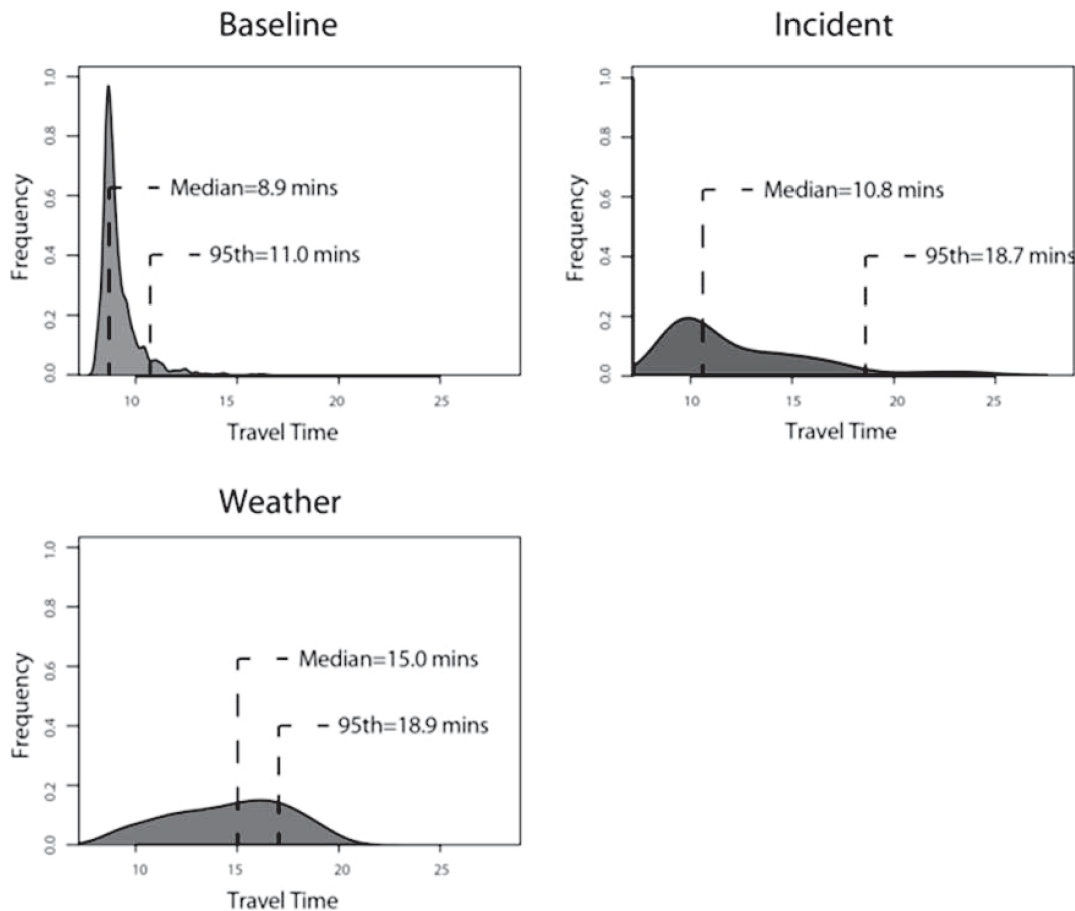 Baseline
1.0
0.8
0.6
0.4
0.2
0.0
Frequency
Median=8.9 mins
95th=11.0 mins
10 15 20 25
Travel Time
Incident
1.0
0.8
0.6
0.4
0.2
0.0
Frequency
Median=10.8 mins
95th=18.7 mins
10 15 20 25
Travel Time
Weather
1.0
0.8
0.6
0.4
0.2
0.0
Frequency
Median=15.0 mins
95th=18.9 mins
10 15 20 25
Travel Time